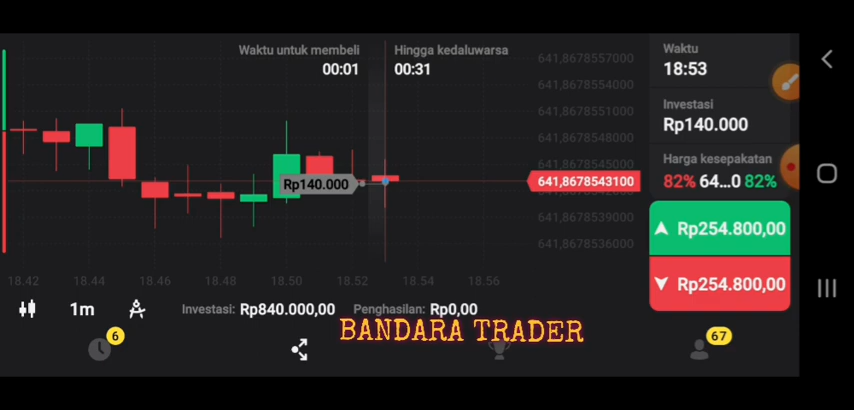 Waktu untuk membeli
00:01
Hingga kedaluwarsa
00:31
641,8678557000
641,8678554000
641,8678551000
641,8678548000
641,8678545000
641,8678543100
641,8678539000
641,8678536000
Rp140.000
18.42
18.44
18.46
18.48
18.50
18.52
18.54
18.56
Waktu
18:53
Investasi
Rp140.000
Harga kesepakatan
82% 64...0 82%
Rp254.800,00
Rp254.800,00
1m
Investasi: Rp840.000,00 Penghasilan: Rp0,00
BANDARA TRADER
6
67